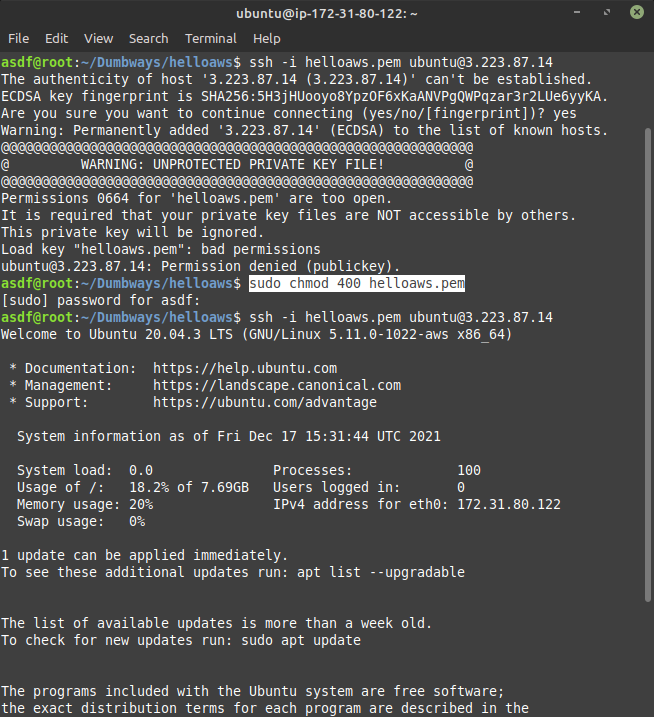 ubuntu@ip-172-31-80-122: ~
File Edit View Search Terminal Help
asdf@root:~/Dumbways/helloaws$ ssh -i helloaws.pem ubuntu@3.223.87.14
The authenticity of host '3.223.87.14 (3.223.87.14)' can't be established.
ECDSA key fingerprint is SHA256:5H3jHUooyo8YpzOF6xKaANVPgQWPqzar3r2LUe6yyKA.
Are you sure you want to continue connecting (yes/no/[fingerprint])? yes
Warning: Permanently added '3.223.87.14' (ECDSA) to the list of known hosts.
@@@@@@@@@@@@@@@@@@@@@@@@@@@@@@@@@@@@@@@@@@@@@@@@@@@@@@@@@@@
@         WARNING: UNPROTECTED PRIVATE KEY FILE!          @
@@@@@@@@@@@@@@@@@@@@@@@@@@@@@@@@@@@@@@@@@@@@@@@@@@@@@@@@@@@
Permissions 0664 for 'helloaws.pem' are too open.
It is required that your private key files are NOT accessible by others.
This private key will be ignored.
Load key "helloaws.pem": bad permissions
ubuntu@3.223.87.14: Permission denied (publickey).
asdf@root:~/Dumbways/helloaws$ sudo chmod 400 helloaws.pem
[sudo] password for asdf:
asdf@root:~/Dumbways/helloaws$ ssh -i helloaws.pem ubuntu@3.223.87.14
Welcome to Ubuntu 20.04.3 LTS (GNU/Linux 5.11.0-1022-aws x86_64)
* Documentation:  https://help.ubuntu.com
* Management:     https://landscape.canonical.com
* Support:        https://ubuntu.com/advantage
System information as of Fri Dec 17 15:31:44 UTC 2021
System load:  0.0               Processes:             100
Usage of /:   18.2% of 7.69GB   Users logged in:       0
Memory usage: 20%               IPv4 address for eth0: 172.31.80.122
Swap usage:   0%
1 update can be applied immediately.
To see these additional updates run: apt list --upgradable
The list of available updates is more than a week old.
To check for new updates run: sudo apt update
The programs included with the Ubuntu system are free software;
the exact distribution terms for each program are described in the